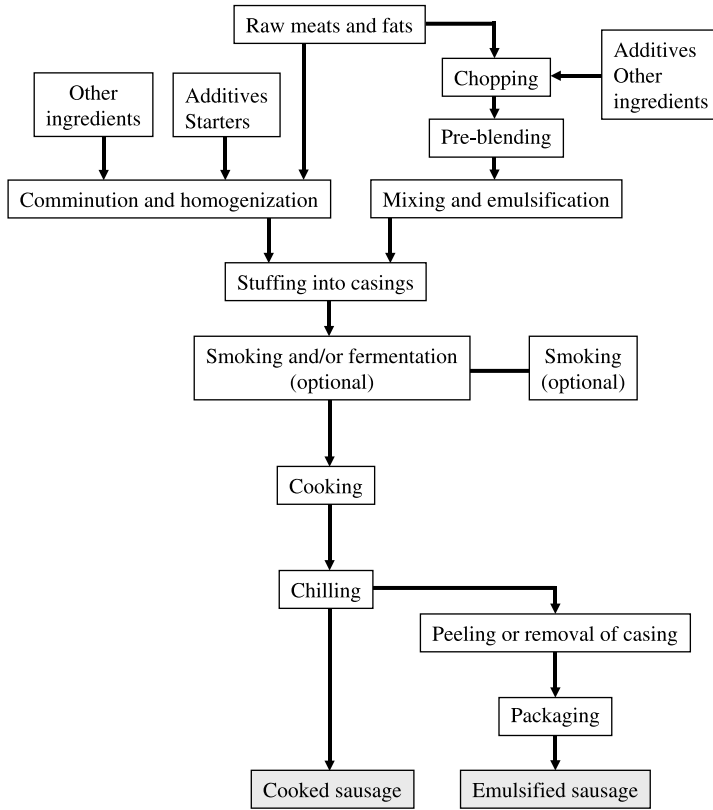 Raw meats and fats
Additives
Other
ingredients
Chopping
Other
ingredients
Additives
Starters
Pre-blending
Comminution and homogenization
Mixing and emulsification
Stuffing into casings
Smoking and/or fermentation
(optional)
Smoking
(optional)
Cooking
Chilling
Peeling or removal of casing
Packaging
Cooked sausage
Emulsified sausage